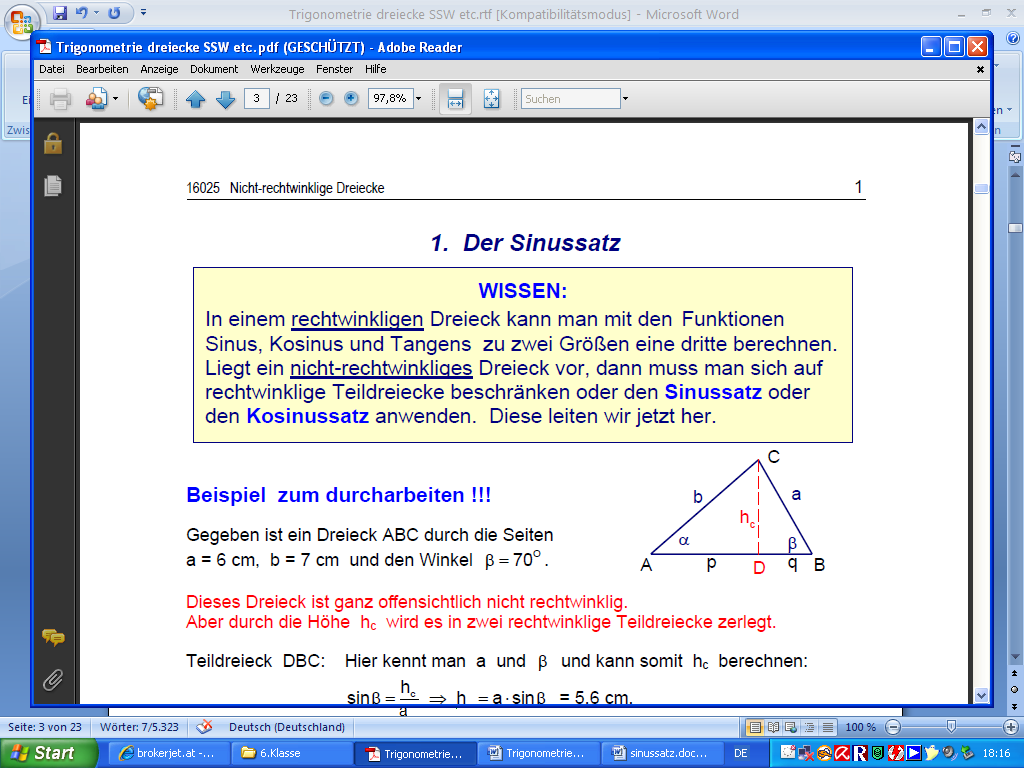 Trigonometrie dreiecke SSW etc.rtf [Kompatibilitätsmodus] - Microsoft Word
Trigonometrie dreiecke SSW etc.pdf (GESCHÜTZT) - Adobe Reader
Datei Bearbeiten Anzeige Dokument Werkzeuge Fenster Hilfe
3 / 23 97,8% Suchen
16025 Nicht-rechtwinklige Dreiecke 1
1. Der Sinussatz
WISSEN:
In einem rechtwinkligen Dreieck kann man mit den Funktionen
Sinus, Kosinus und Tangens zu zwei Größen eine dritte berechnen.
Liegt ein nicht-rechtwinkliges Dreieck vor, dann muss man sich auf
rechtwinklige Teildreiecke beschränken oder den Sinussatz oder
den Kosinussatz anwenden. Diese leiten wir jetzt her.
Beispiel zum durcharbeiten !!!
Gegeben ist ein Dreieck ABC durch die Seiten
a = 6 cm, b = 7 cm und den Winkel β = 70°.
C
b a
h_c
α β
A p D q B
Dieses Dreieck ist ganz offensichtlich nicht rechtwinklig.
Aber durch die Höhe h_c wird es in zwei rechtwinklige Teildreiecke zerlegt.
Teildreieck DBC: Hier kennt man a und β und kann somit h_c berechnen:
sin β = h_c / a ⇒ h = a · sin β = 5,6 cm.
Seite: 3 von 23 Wörter: 7/5.323 Deutsch (Deutschland) 100 %
Start brokerjet.at -... 6.Klasse Trigonometrie... Trigonometrie... sinussatz.doc... DE 18:16